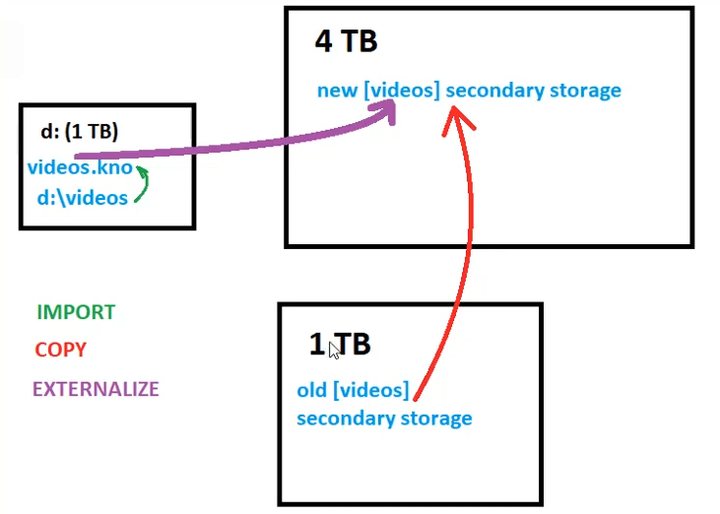 4 TB
new [videos] secondary storage
d: (1 TB)
videos.kno
d:\videos
IMPORT
COPY
EXTERNALIZE
1 TB
old [videos]
secondary storage